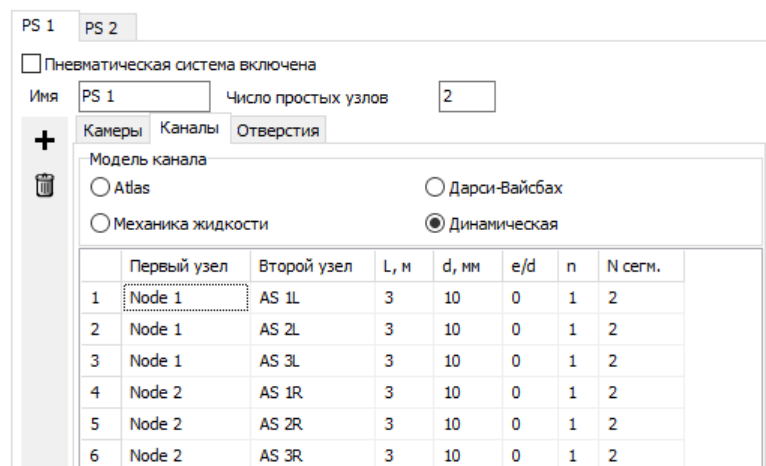 PS 1 PS 2
Пневматическая система включена
Имя PS 1 Число простых узлов 2
Камеры Каналы Отверстия
Модель канала
Atlas Дарси-Вайсбах
Механика жидкости Динамическая
Первый узел Второй узел L, м d, мм e/d n N сегм.
1 Node 1 AS 1L 3 10 0 1 2
2 Node 1 AS 2L 3 10 0 1 2
3 Node 1 AS 3L 3 10 0 1 2
4 Node 2 AS 1R 3 10 0 1 2
5 Node 2 AS 2R 3 10 0 1 2
6 Node 2 AS 3R 3 10 0 1 2